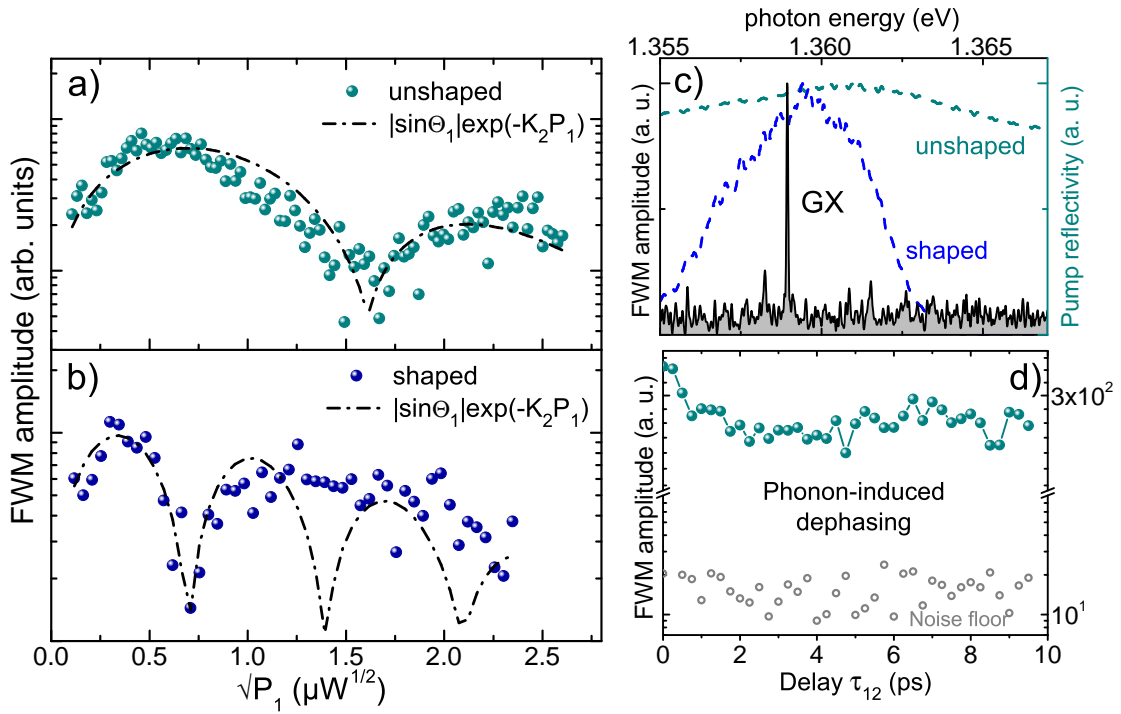 a)
unshaped
|sinΘ₁|exp(-K₂P₁)
b)
shaped
|sinΘ₁|exp(-K₂P₁)
FWM amplitude (arb. units)
0.0 0.5 1.0 1.5 2.0 2.5
√P₁ (μW^1/2)
photon energy (eV)
1.355 1.360 1.365
c)
unshaped
GX
shaped
FWM amplitude (a. u.)
Pump reflectivity (a. u.)
d)
3x10²
Phonon-induced
dephasing
Noise floor
10¹
FWM amplitude (a. u.)
0 2 4 6 8 10
Delay τ₁₂ (ps)